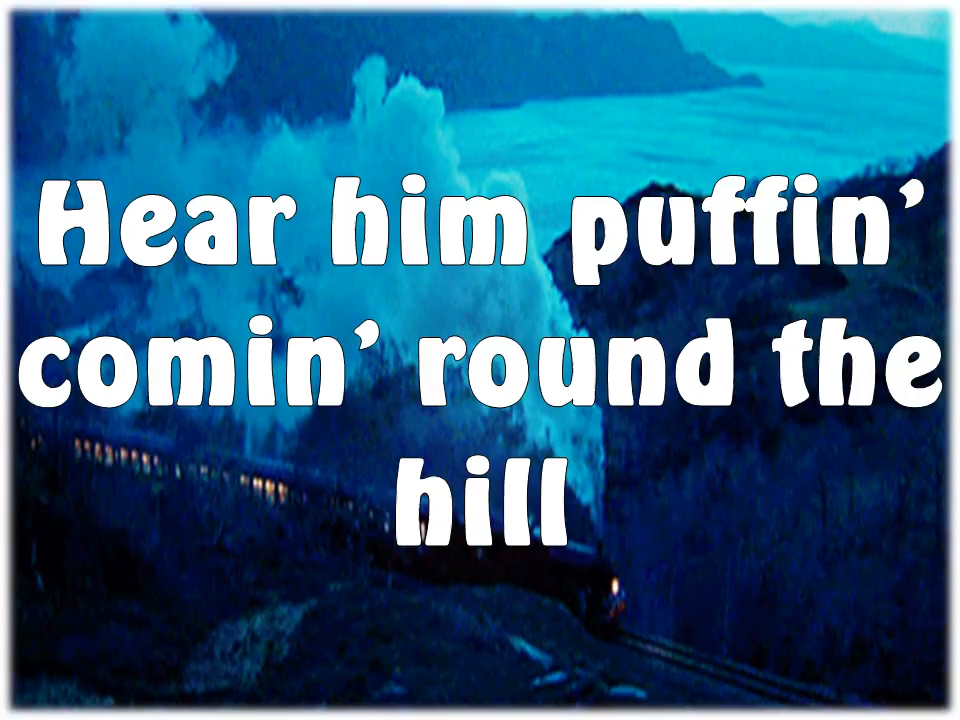 Hear him puffin’
comin’ round the
hill